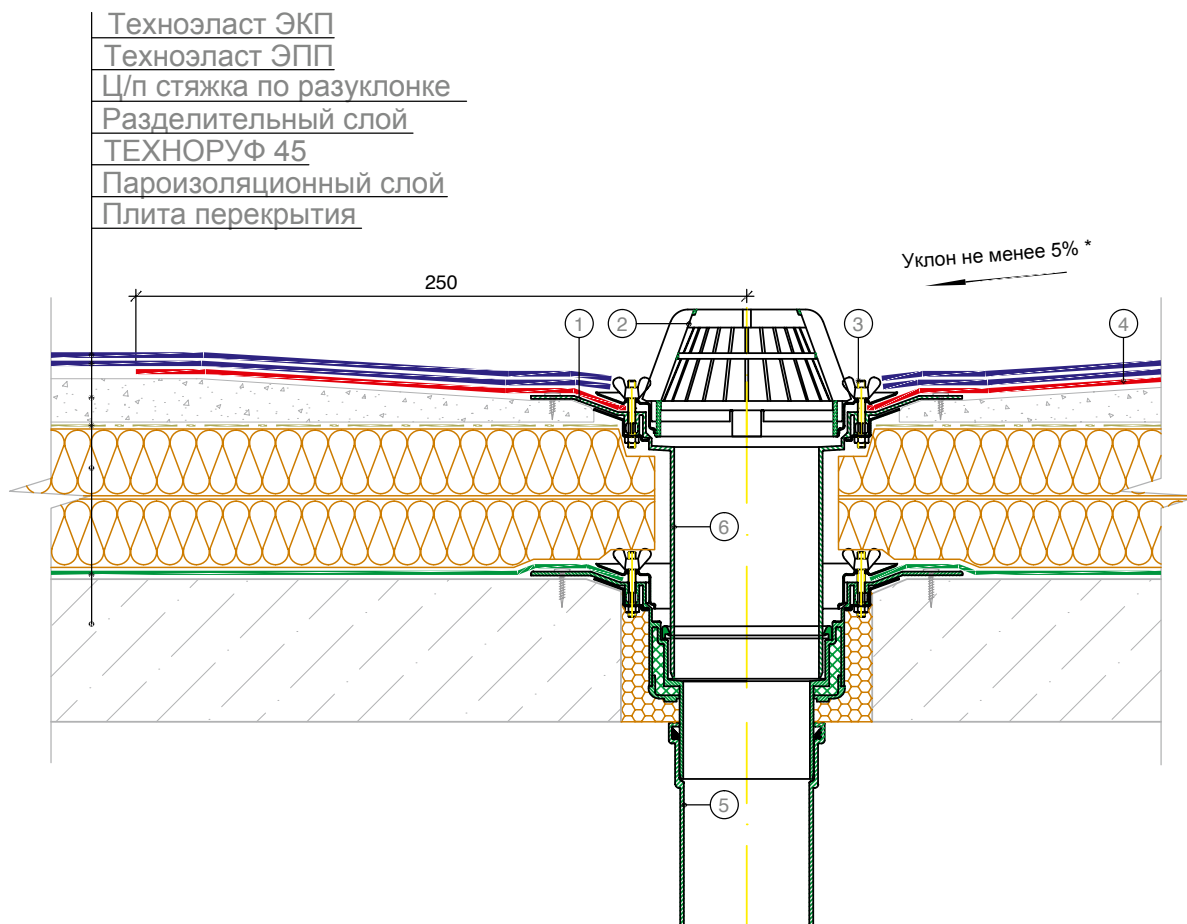 Техноэласт ЭКП
Техноэласт ЭПП
Ц/п стяжка по разуклонке
Разделительный слой
ТЕХНОРУФ 45
Пароизоляционный слой
Плита перекрытия
Уклон не менее 5% *
250
1
2
3
4
6
5